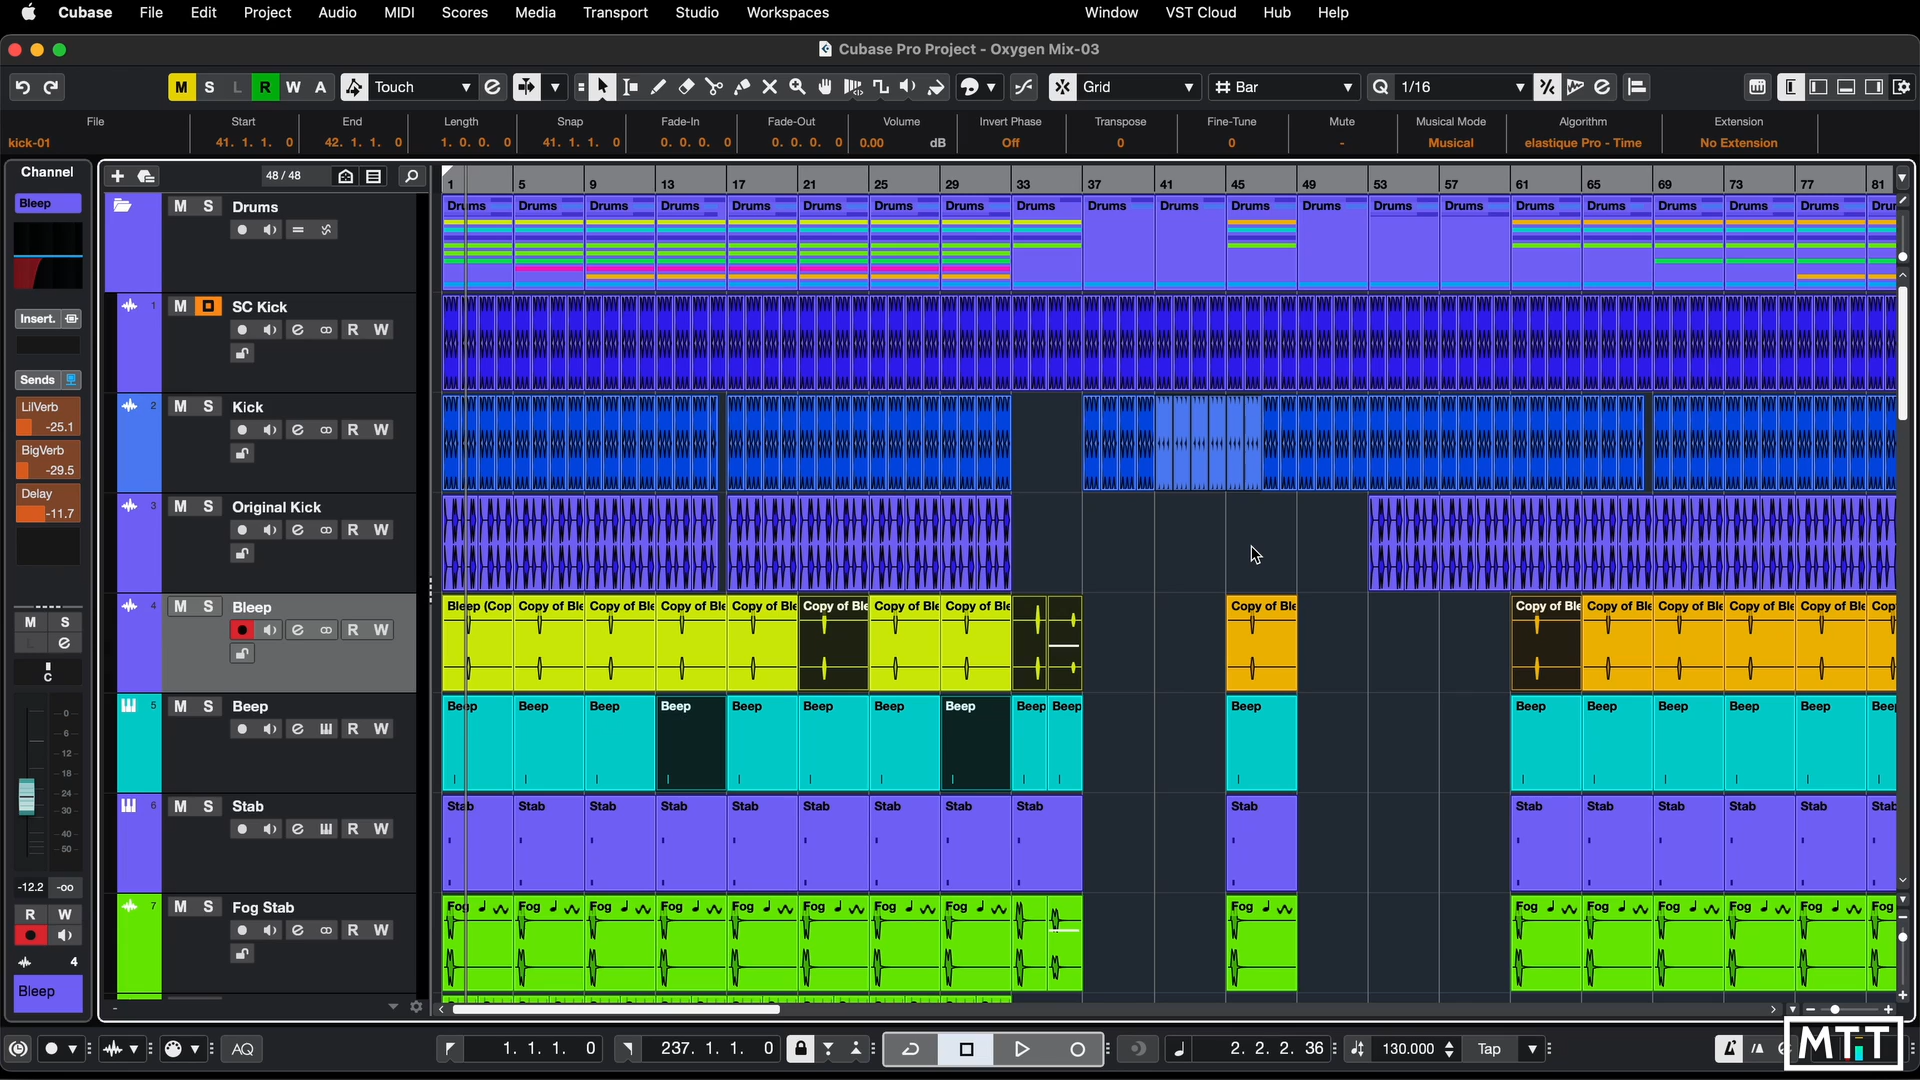 Cubase File Edit Project Audio MIDI Scores Media Transport Studio Workspaces Window VST Cloud Hub Help
Cubase Pro Project - Oxygen Mix-03
M S L R W A Touch Grid Bar Q 1/16
File Start End Length Snap Fade-In Fade-Out Volume Invert Phase Transpose Fine-Tune Mute Musical Mode Algorithm Extension
kick-01 41. 1. 1. 0 42. 1. 1. 0 1. 0. 0. 0 41. 1. 1. 0 0. 0. 0. 0 0. 0. 0. 0 0.00 dB Off 0 0 - Musical elastique Pro - Time No Extension
Channel
Bleep
Insert.
Sends
LilVerb
-25.1
BigVerb
-29.5
Delay
-11.7
M S
L e
C
0
6
12
18
24
30
40
50
-12.2 -oo
R W
4
Bleep
48 / 48
1 5 9 13 17 21 25 29 33 37 41 45 49 53 57 61 65 69 73 77 81
M S Drums
Drums Drums Drums Drums Drums Drums Drums Drums Drums Drums Drums Drums Drums Drums Drums Drums Drums Drums Drums Drums Drur
1 M SC Kick
e R W
2 M S Kick
e R W
3 M S Original Kick
e R W
4 M S Bleep
e R W
Bleep (Cop Copy of Ble Copy of Ble Copy of Ble Copy of Ble Copy of Ble Copy of Ble Copy of Ble Copy of Ble Copy of Ble Copy of Ble Copy of Ble Copy of Ble Copy of Ble Cop
5 M S Beep
e R W
Beep Beep Beep Beep Beep Beep Beep Beep Beep Beep Beep Beep Beep Beep Beep Beep Beep
6 M S Stab
e R W
Stab Stab Stab Stab Stab Stab Stab Stab Stab Stab Stab Stab Stab Stab Stab Stab
7 M S Fog Stab
e R W
Fog Fog Fog Fog Fog Fog Fog Fog Fog Fog Fog Fog Fog Fog Fog
AQ 1. 1. 1. 0 237. 1. 1. 0 2. 2. 2. 36 130.000 Tap
MTT